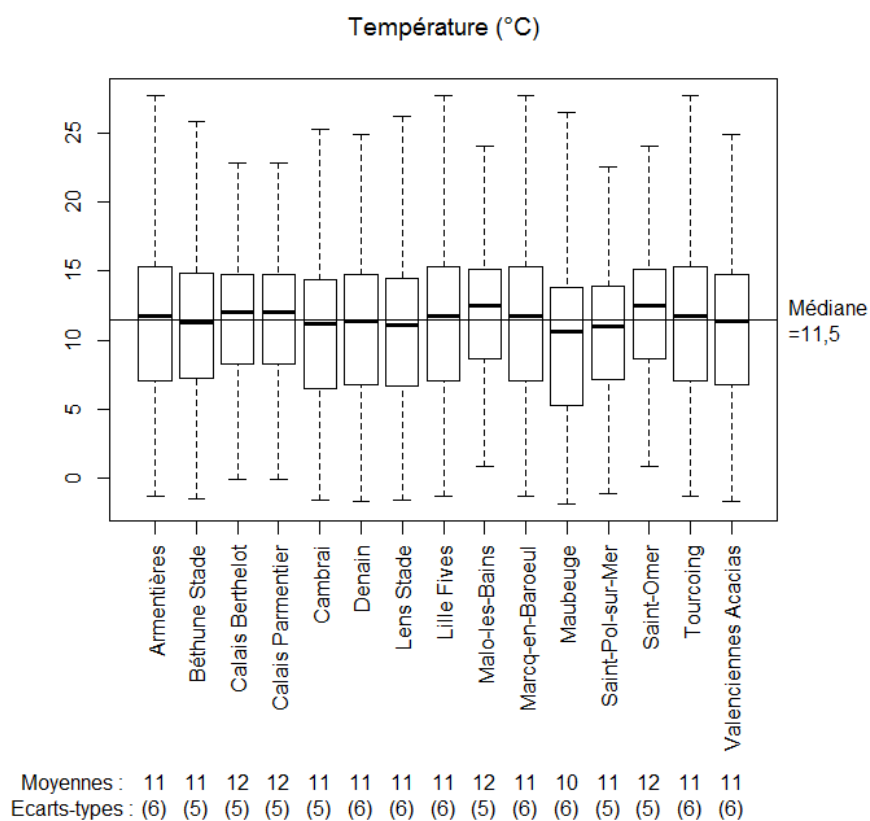 Température (°C)
25
20
15
10
5
0
Médiane
=11,5
Armentières
Béthune Stade
Calais Berthelot
Calais Parmentier
Cambrai
Denain
Lens Stade
Lille Fives
Malo-les-Bains
Marcq-en-Baroeul
Maubeuge
Saint-Pol-sur-Mer
Saint-Omer
Tourcoing
Valenciennes Acacias
Moyennes : 11 11 12 12 11 11 11 11 12 11 10 11 12 11 11
Ecarts-types : (6) (5) (5) (5) (5) (6) (6) (6) (5) (6) (6) (5) (5) (6) (6)